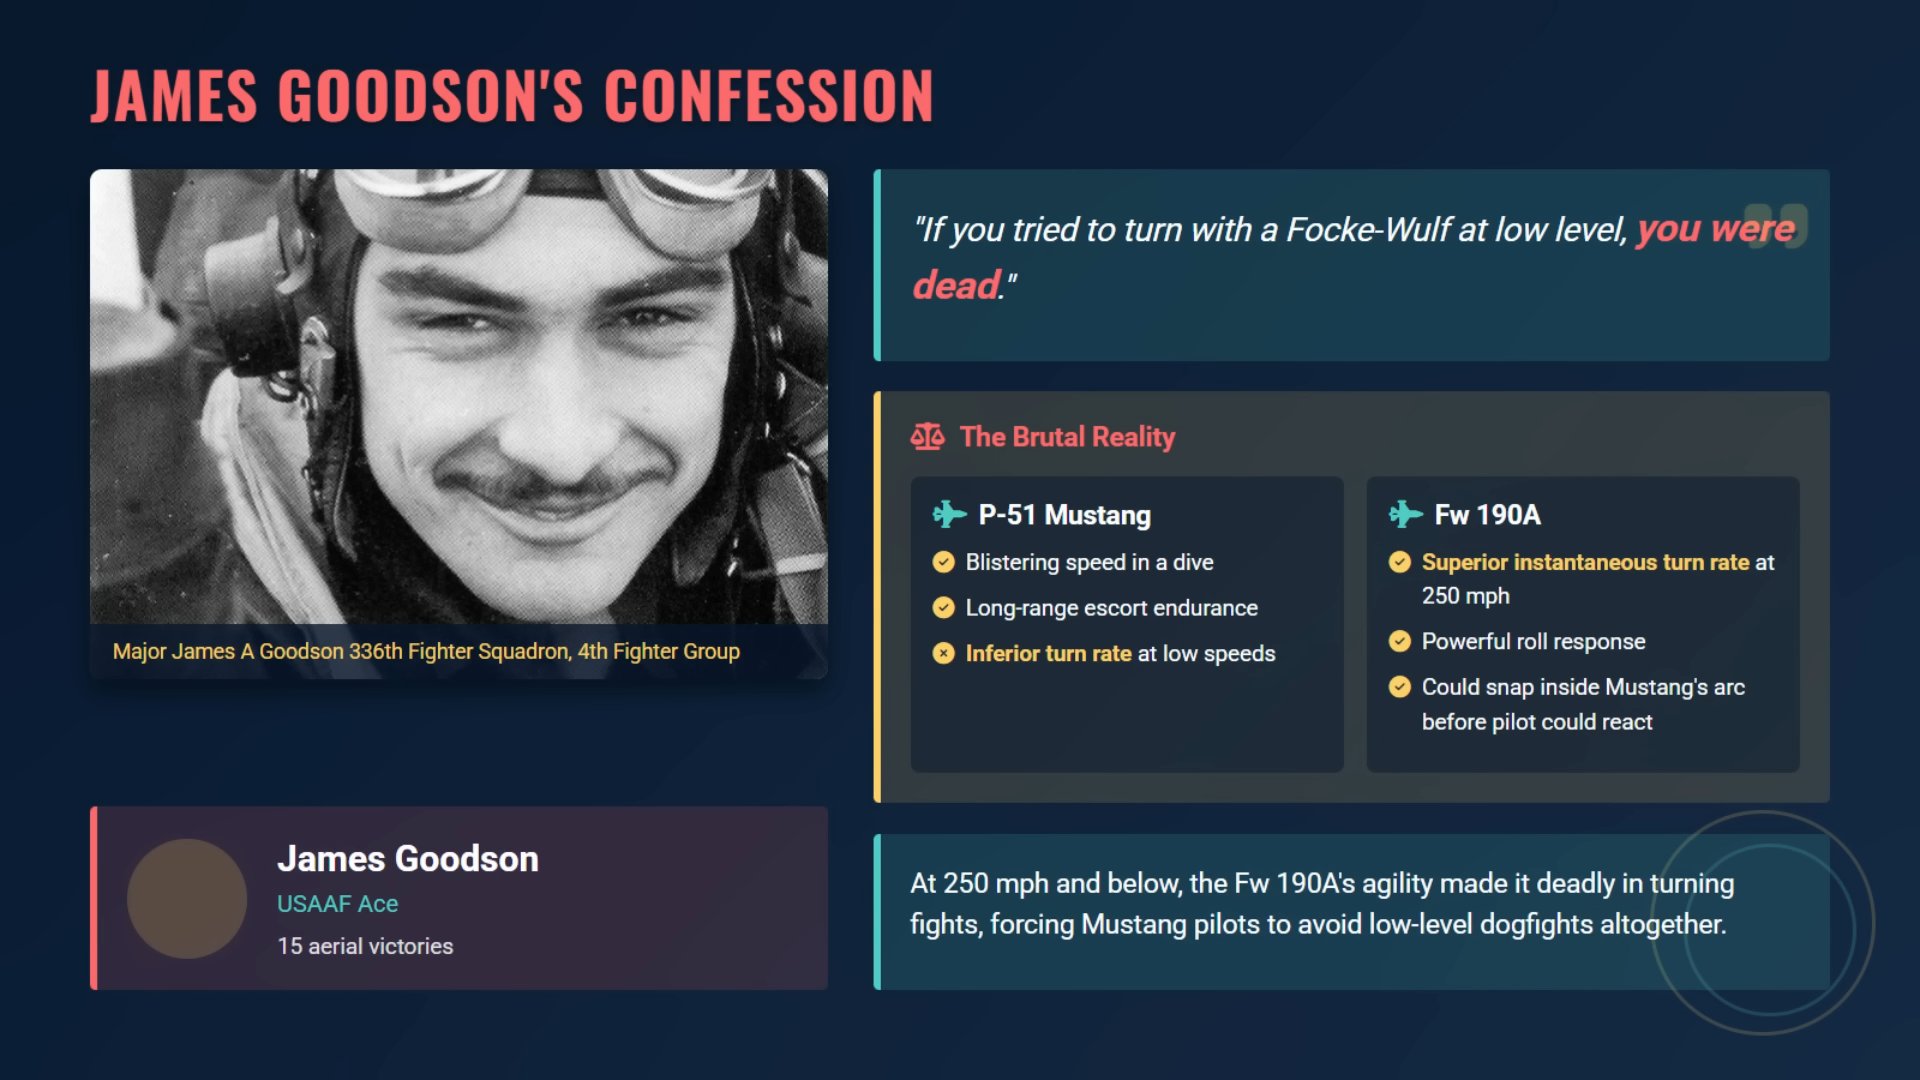 JAMES GOODSON'S CONFESSION
Major James A Goodson 336th Fighter Squadron, 4th Fighter Group
James Goodson
USAAF Ace
15 aerial victories
"If you tried to turn with a Focke-Wulf at low level, you were
dead."
The Brutal Reality
P-51 Mustang
Blistering speed in a dive
Long-range escort endurance
Inferior turn rate at low speeds
Fw 190A
Superior instantaneous turn rate at
250 mph
Powerful roll response
Could snap inside Mustang's arc
before pilot could react
At 250 mph and below, the Fw 190A's agility made it deadly in turning
fights, forcing Mustang pilots to avoid low-level dogfights altogether.